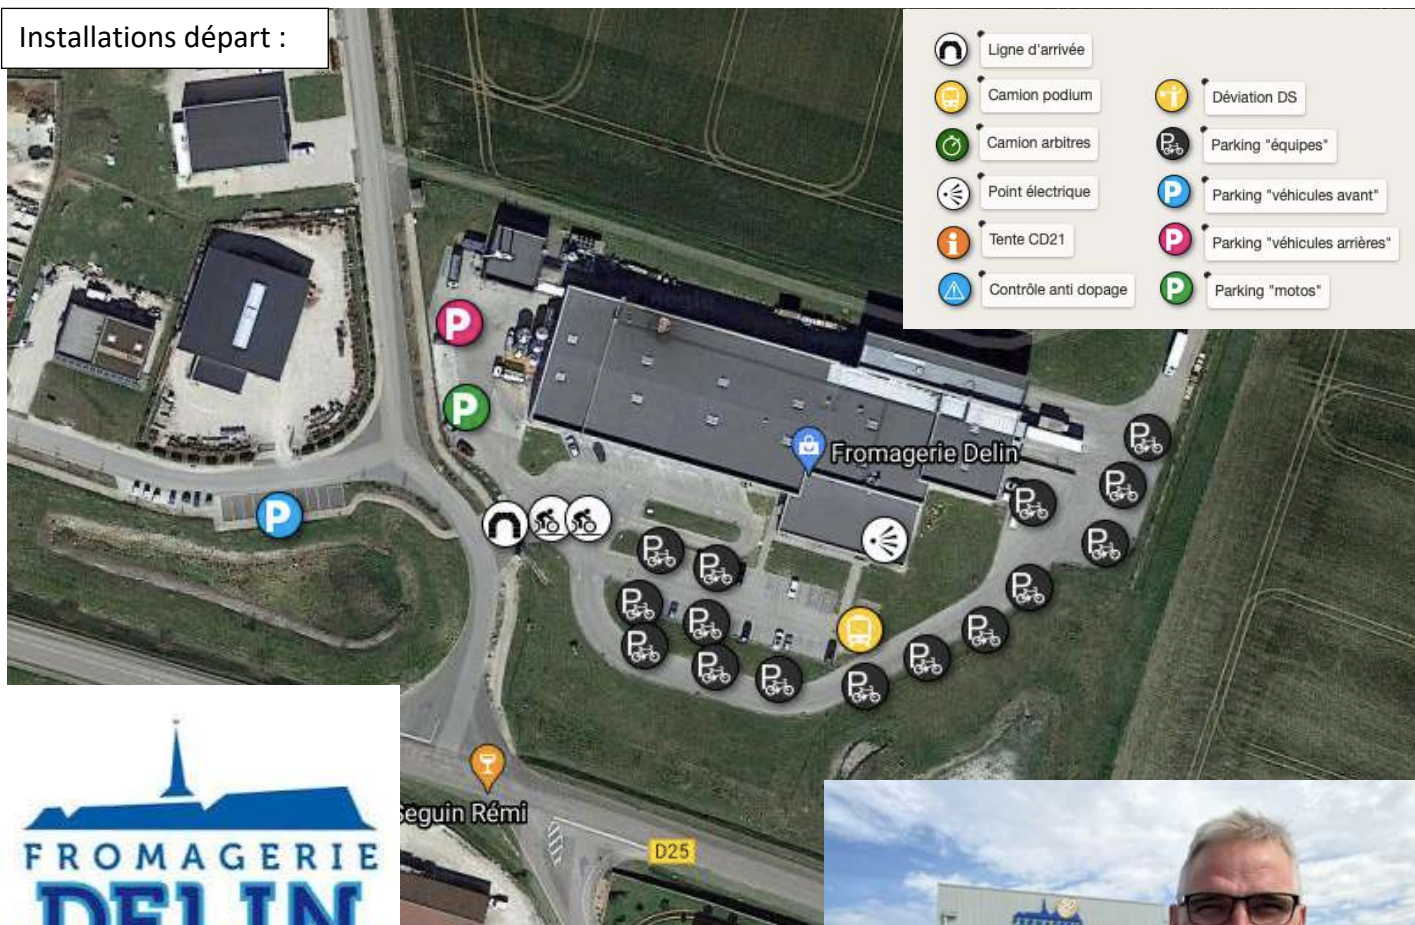 Installations départ :
Ligne d'arrivée
Camion podium
Camion arbitres
Point électrique
Tente CD21
Contrôle anti dopage
Déviation DS
Parking "équipes"
Parking "véhicules avant"
Parking "véhicules arrières"
Parking "motos"
P
P
P
Fromagerie Delin
Seguin Rémi
D25
FROMAGERIE
DELIN
50